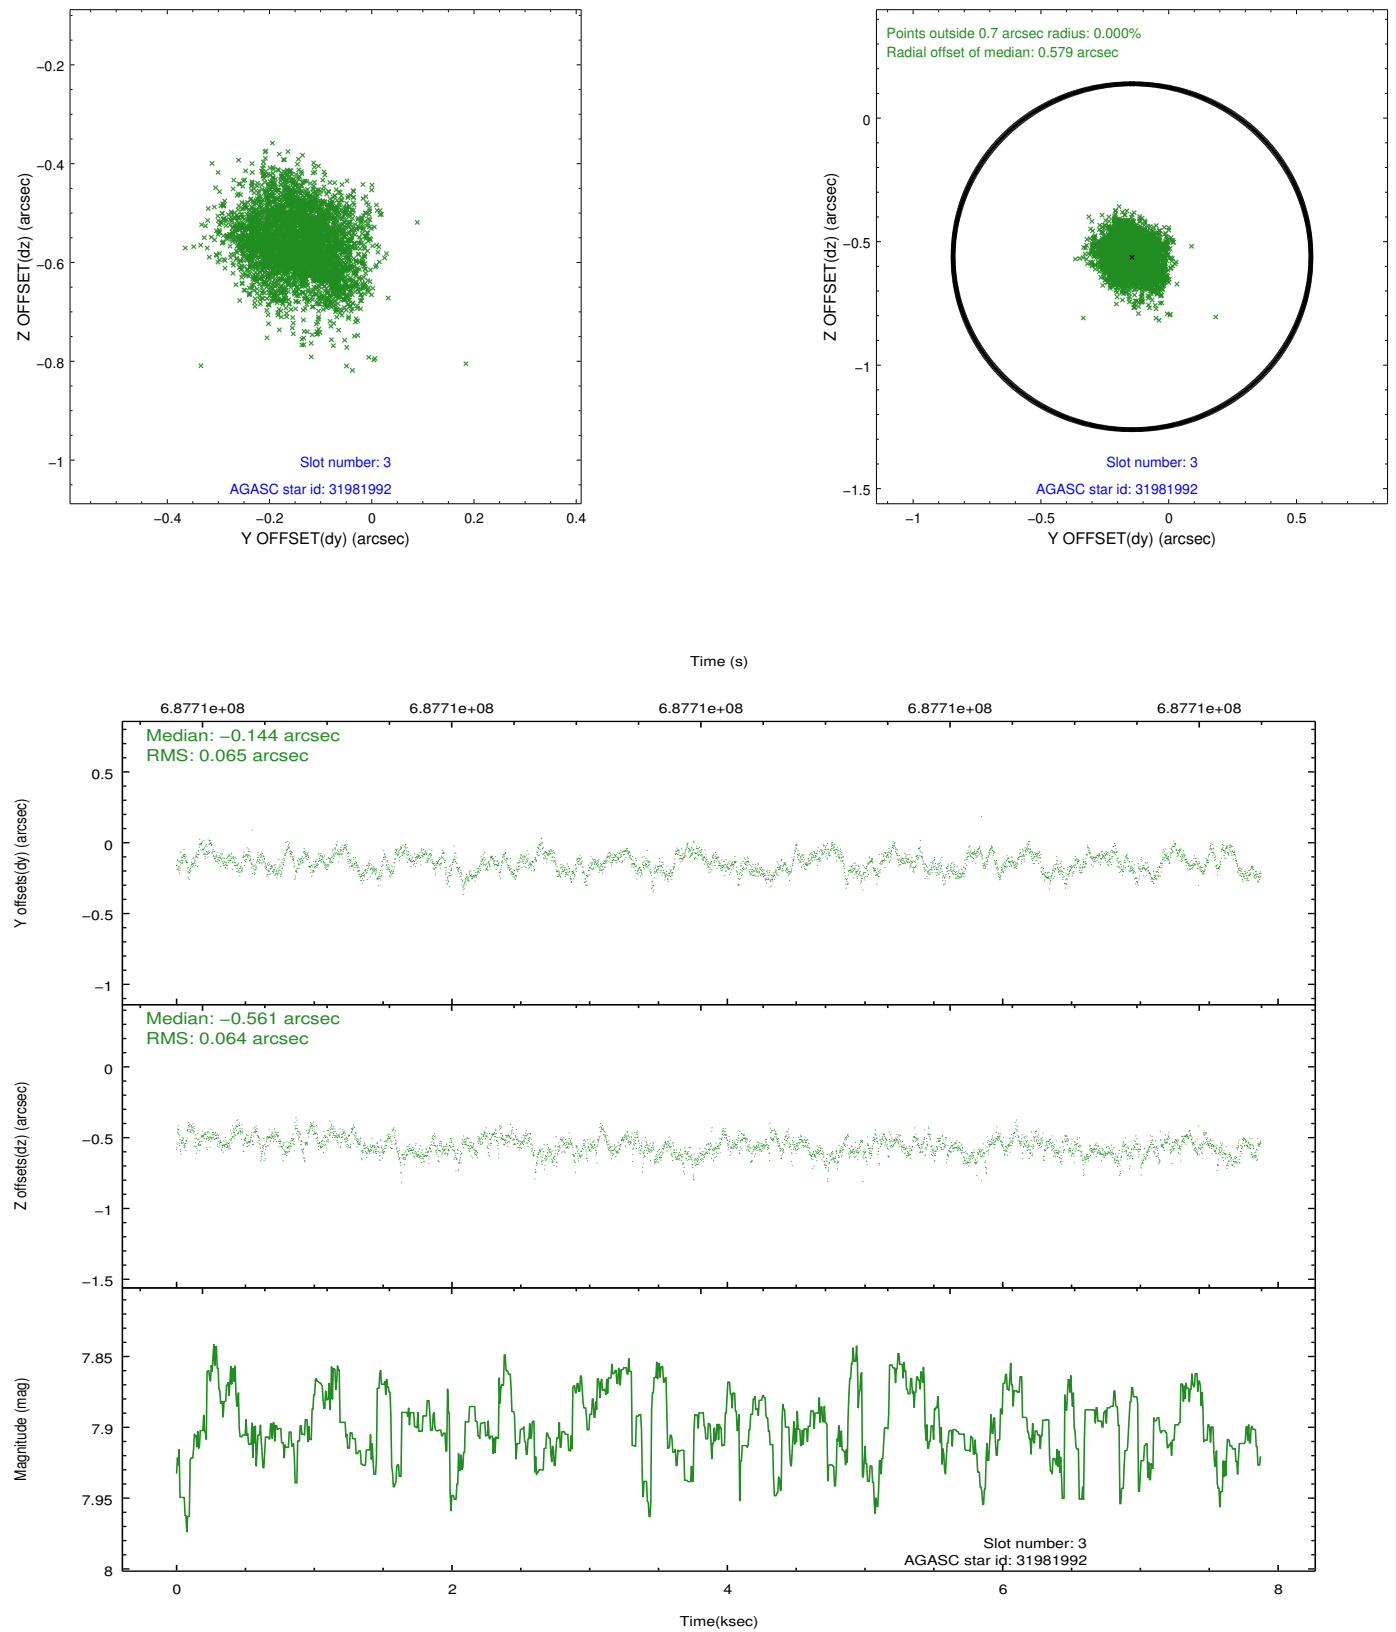 −0.2
−0.4
−0.6
−0.8
−1
Z OFFSET(dz) (arcsec)
Slot number: 3
AGASC star id: 31981992
−0.4 −0.2 0 0.2 0.4
Y OFFSET(dy) (arcsec)
Points outside 0.7 arcsec radius: 0.000%
Radial offset of median: 0.579 arcsec
0
−0.5
−1
−1.5
Z OFFSET(dz) (arcsec)
Slot number: 3
AGASC star id: 31981992
−1 −0.5 0 0.5
Y OFFSET(dy) (arcsec)
Time (s)
6.8771e+08 6.8771e+08 6.8771e+08 6.8771e+08 6.8771e+08
Median: −0.144 arcsec
RMS: 0.065 arcsec
0.5
0
−0.5
−1
Y offsets(dy) (arcsec)
Median: −0.561 arcsec
RMS: 0.064 arcsec
0
−0.5
−1
−1.5
Z offsets(dz) (arcsec)
7.85
7.9
7.95
8
Magnitude (mag)
Slot number: 3
AGASC star id: 31981992
0 2 4 6 8
Time(ksec)